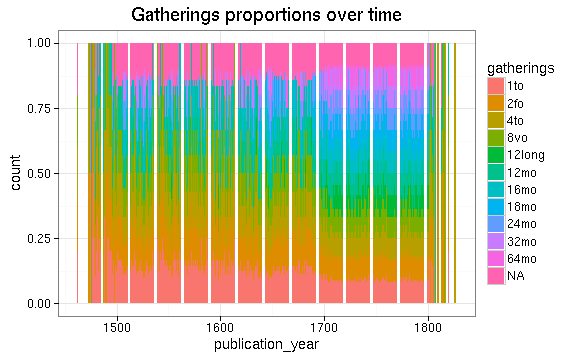 Gatherings proportions over time
1.00
0.75
0.50
0.25
0.00
count
1500
1600
1700
1800
publication_year
gatherings
1to
2fo
4to
8vo
12long
12mo
16mo
18mo
24mo
32mo
64mo
NA